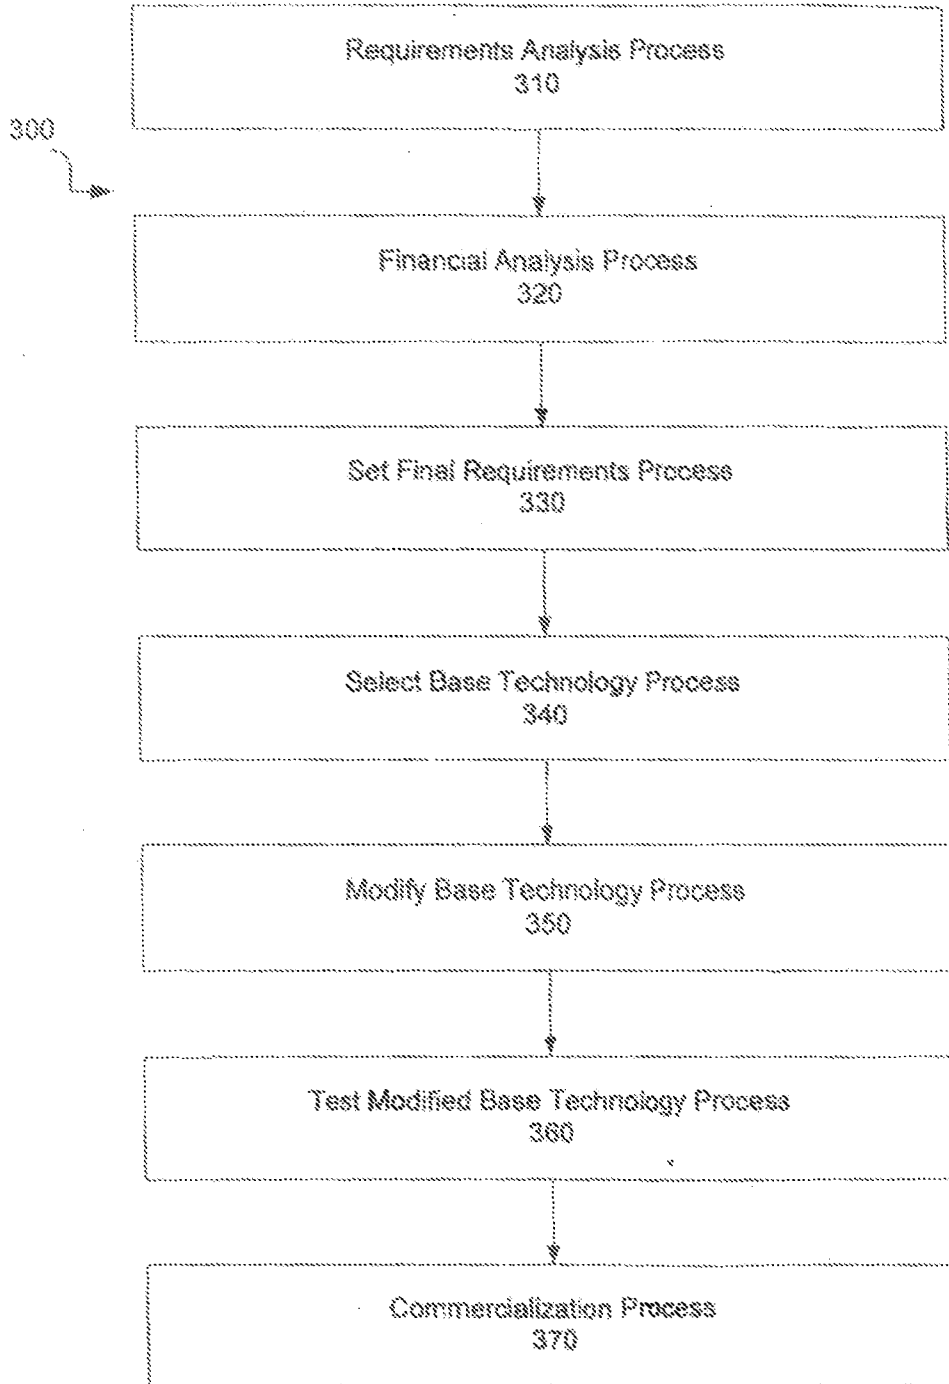 Requirements Analysis Process
310
300
Financial Analysis Process
320
Set Final Requirements Process
330
Select Base Technology Process
340
Modify Base Technology Process
350
Test Modified Base Technology Process
360
Commercialization Process
370